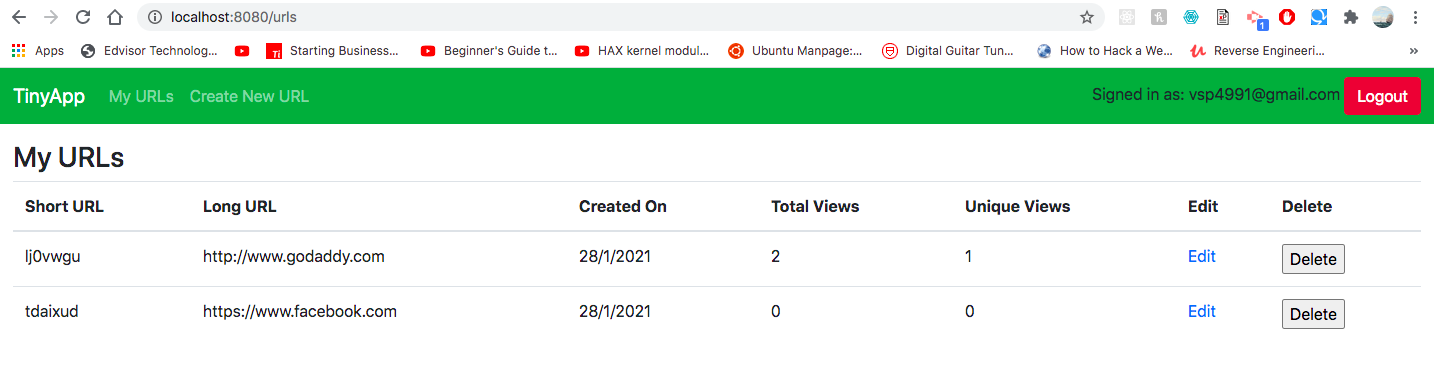 localhost:8080/urls
1
Apps Edvisor Technolog... Ti Starting Business... Beginner's Guide t... HAX kernel modul... Ubuntu Manpage:... Digital Guitar Tun... How to Hack a We... Reverse Engineeri... »
TinyApp My URLs Create New URL Signed in as: vsp4991@gmail.com Logout
My URLs
Short URL Long URL Created On Total Views Unique Views Edit Delete
lj0vwgu http://www.godaddy.com 28/1/2021 2 1 Edit Delete
tdaixud https://www.facebook.com 28/1/2021 0 0 Edit Delete